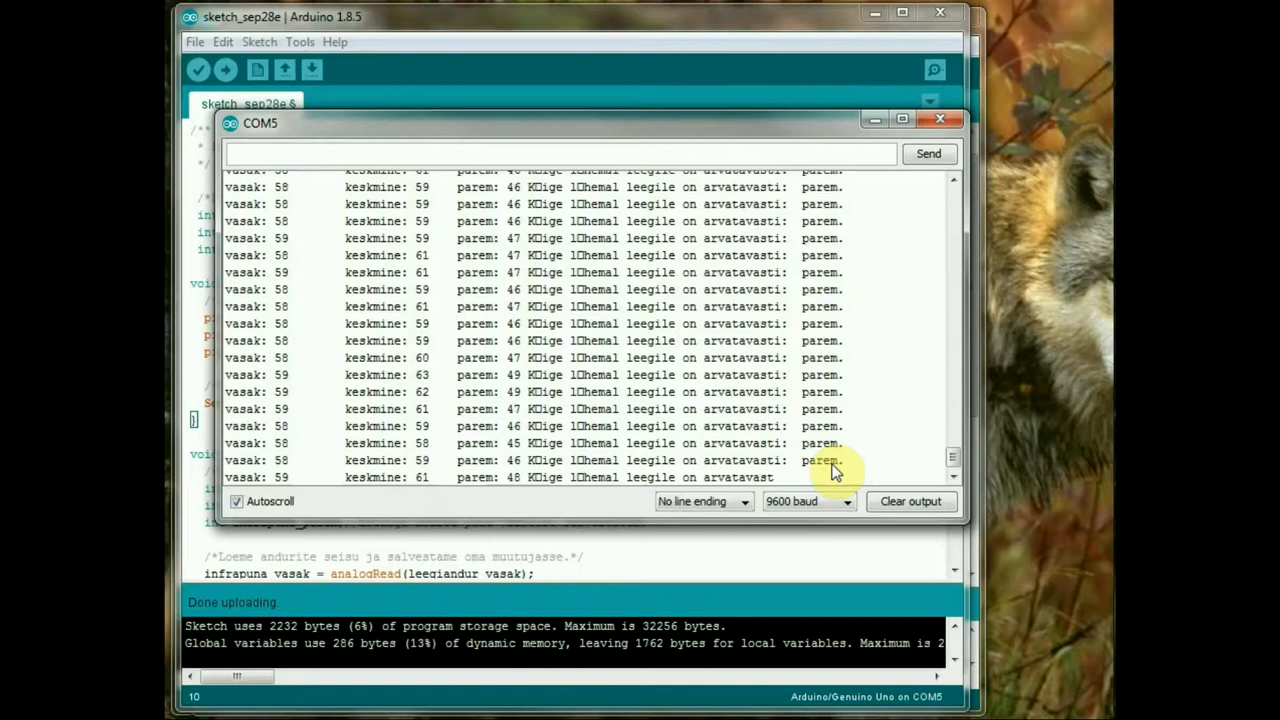 sketch_sep28e | Arduino 1.8.5
File Edit Sketch Tools Help
sketch_sep28e §
COM5
Send
vasak: 58 keskmine: 59 parem: 46 K□ige l□hemal leegile on arvatavasti: parem.
vasak: 58 keskmine: 59 parem: 46 K□ige l□hemal leegile on arvatavasti: parem.
vasak: 58 keskmine: 59 parem: 46 K□ige l□hemal leegile on arvatavasti: parem.
vasak: 59 keskmine: 59 parem: 47 K□ige l□hemal leegile on arvatavasti: parem.
vasak: 58 keskmine: 61 parem: 47 K□ige l□hemal leegile on arvatavasti: parem.
vasak: 59 keskmine: 61 parem: 47 K□ige l□hemal leegile on arvatavasti: parem.
vasak: 58 keskmine: 59 parem: 46 K□ige l□hemal leegile on arvatavasti: parem.
vasak: 58 keskmine: 61 parem: 47 K□ige l□hemal leegile on arvatavasti: parem.
vasak: 58 keskmine: 59 parem: 46 K□ige l□hemal leegile on arvatavasti: parem.
vasak: 58 keskmine: 59 parem: 46 K□ige l□hemal leegile on arvatavasti: parem.
vasak: 58 keskmine: 60 parem: 47 K□ige l□hemal leegile on arvatavasti: parem.
vasak: 59 keskmine: 63 parem: 49 K□ige l□hemal leegile on arvatavasti: parem.
vasak: 59 keskmine: 62 parem: 49 K□ige l□hemal leegile on arvatavasti: parem.
vasak: 59 keskmine: 61 parem: 47 K□ige l□hemal leegile on arvatavasti: parem.
vasak: 58 keskmine: 59 parem: 46 K□ige l□hemal leegile on arvatavasti: parem.
vasak: 58 keskmine: 58 parem: 45 K□ige l□hemal leegile on arvatavasti: parem.
vasak: 58 keskmine: 59 parem: 46 K□ige l□hemal leegile on arvatavasti: parem.
vasak: 59 keskmine: 61 parem: 48 K□ige l□hemal leegile on arvatavast
Autoscroll No line ending 9600 baud Clear output
/*Loeme andurite seisu ja salvestame oma muutujasse.*/
infrapuna_vasak = analogRead(leegiandur_vasak);
Done uploading.
Sketch uses 2232 bytes (6%) of program storage space. Maximum is 32256 bytes.
Global variables use 286 bytes (13%) of dynamic memory, leaving 1762 bytes for local variables. Maximum is 2
10 Arduino/Genuino Uno on COM5